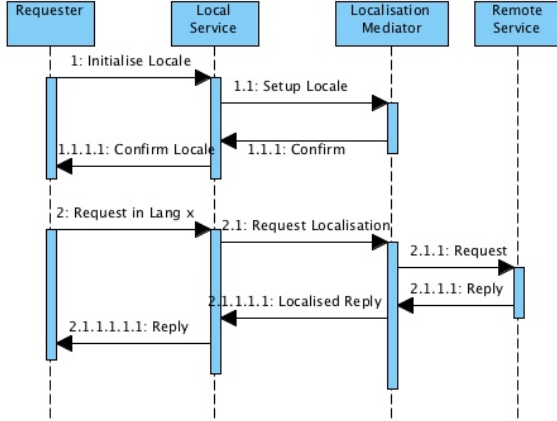 Requester
Local
Service
Localisation
Mediator
Remote
Service
1: Initialise Locale
1.1: Setup Locale
1.1.1.1: Confirm Locale
1.1.1: Confirm
2: Request in Lang x
2.1: Request Localisation
2.1.1: Request
2.1.1.1: Reply
2.1.1.1.1: Localised Reply
2.1.1.1.1.1: Reply